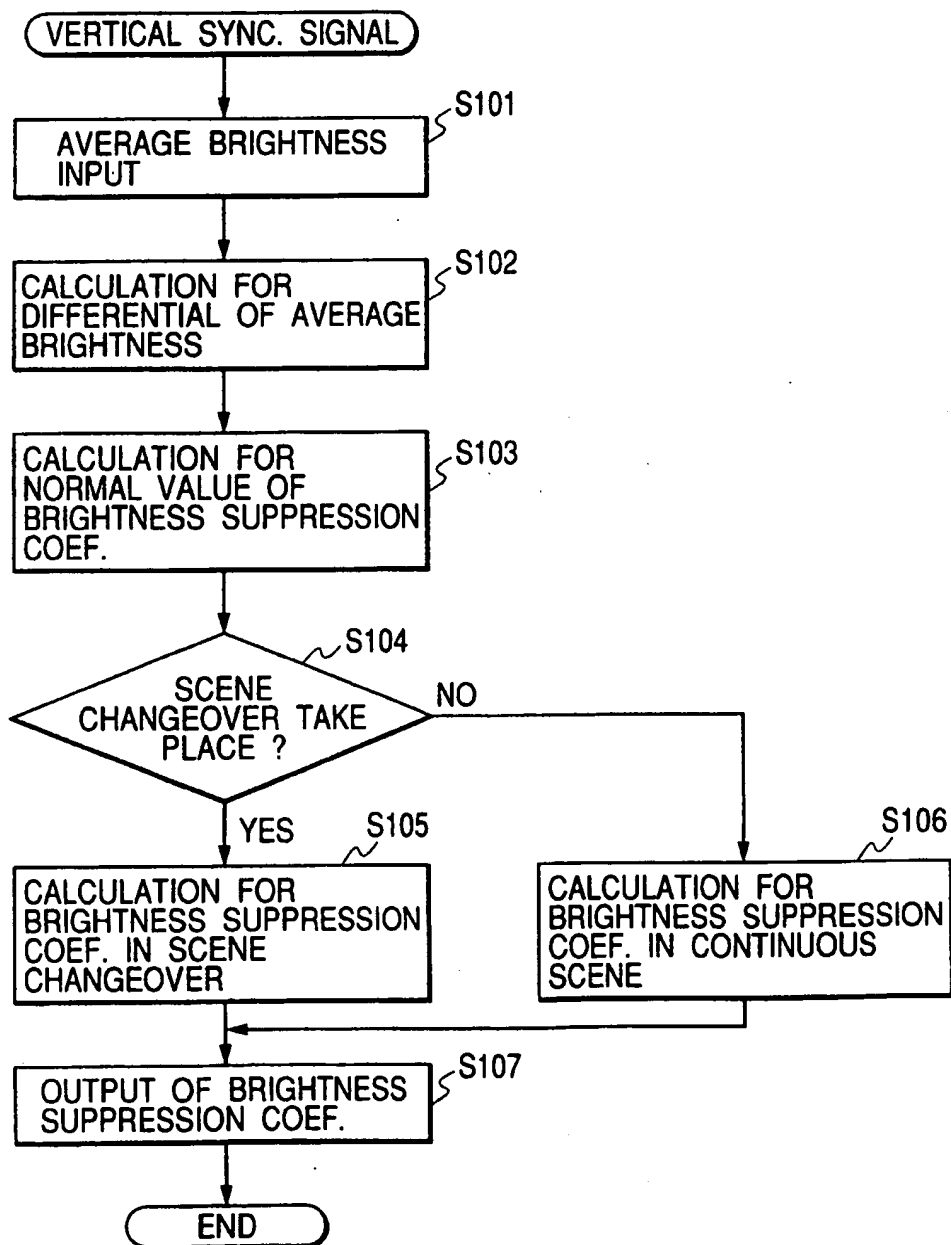 VERTICAL SYNC. SIGNAL
S101
AVERAGE BRIGHTNESS
INPUT
S102
CALCULATION FOR
DIFFERENTIAL OF AVERAGE
BRIGHTNESS
S103
CALCULATION FOR
NORMAL VALUE OF
BRIGHTNESS SUPPRESSION
COEF.
S104
SCENE
CHANGEOVER TAKE
PLACE ?
NO
YES
S105
CALCULATION FOR
BRIGHTNESS SUPPRESSION
COEF. IN SCENE
CHANGEOVER
S106
CALCULATION FOR
BRIGHTNESS SUPPRESSION
COEF. IN CONTINUOUS
SCENE
S107
OUTPUT OF BRIGHTNESS
SUPPRESSION COEF.
END